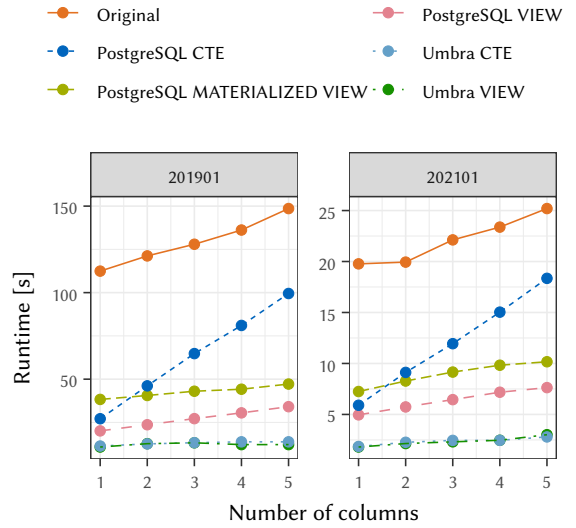 Original
PostgreSQL VIEW
PostgreSQL CTE
Umbra CTE
PostgreSQL MATERIALIZED VIEW
Umbra VIEW
201901
202101
150
100
50
25
20
15
10
5
Runtime [s]
1 2 3 4 5
1 2 3 4 5
Number of columns